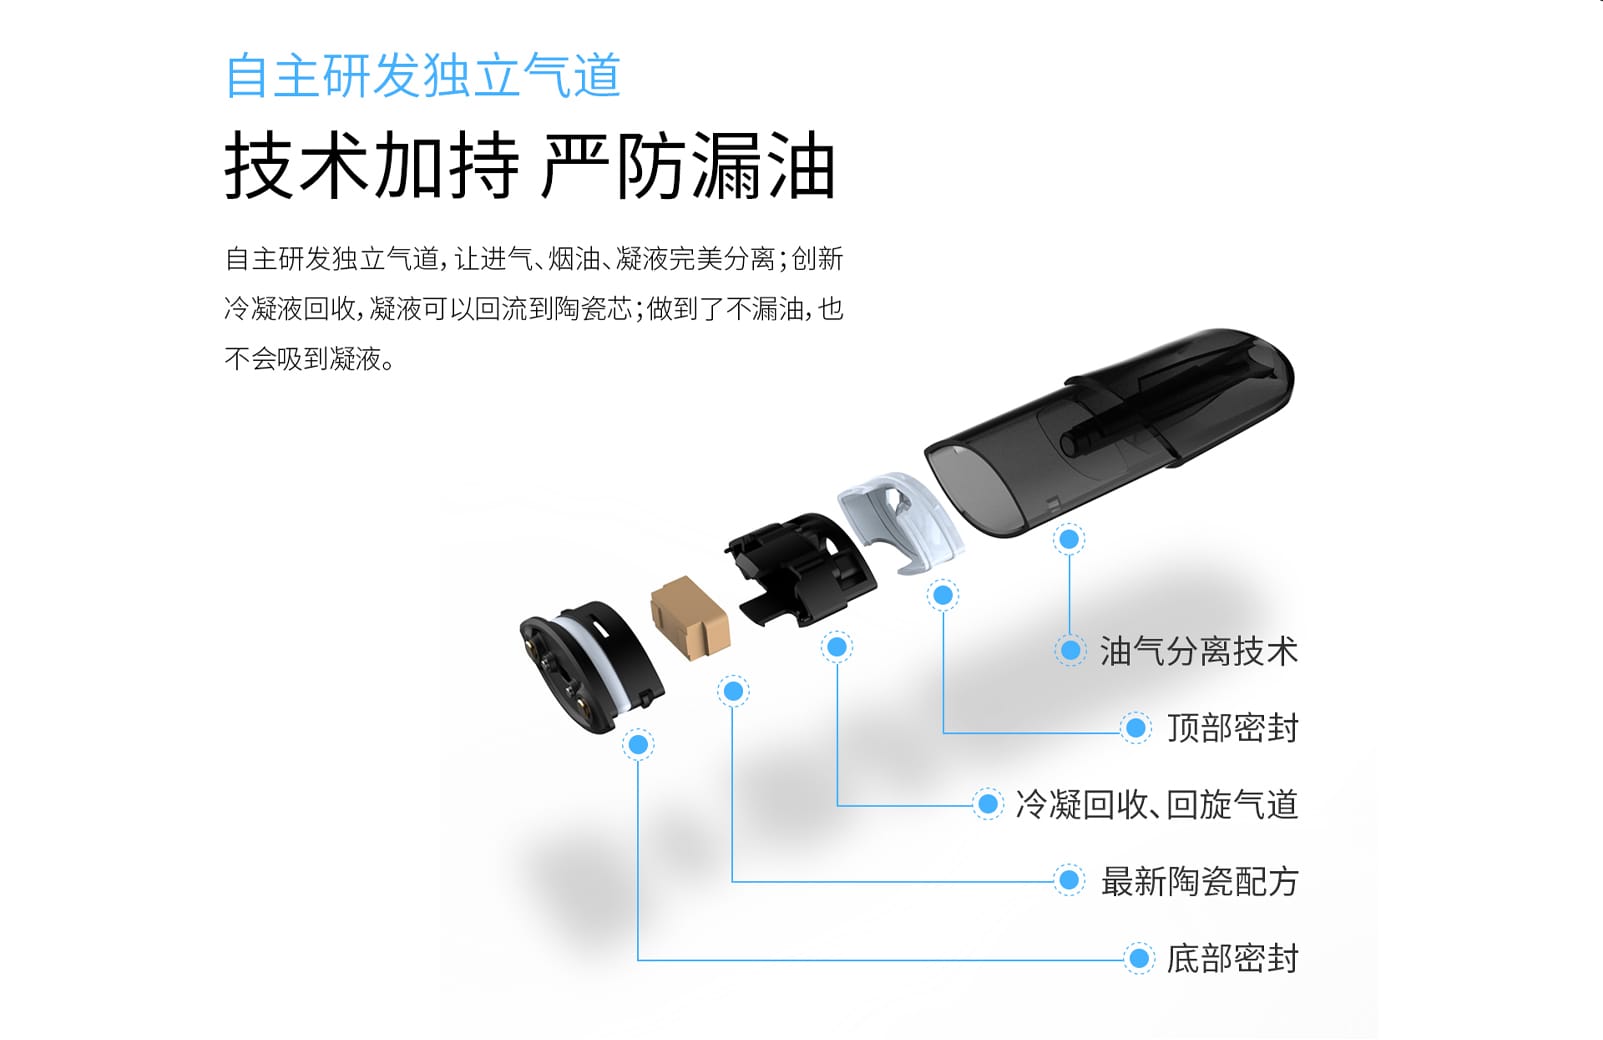 自主研发独立气道
技术加持 严防漏油
自主研发独立气道,让进气、烟油、凝液完美分离;创新
冷凝液回收,凝液可以回流到陶瓷芯;做到了不漏油,也
不会吸到凝液。
油气分离技术
顶部密封
冷凝回收、回旋气道
最新陶瓷配方
底部密封